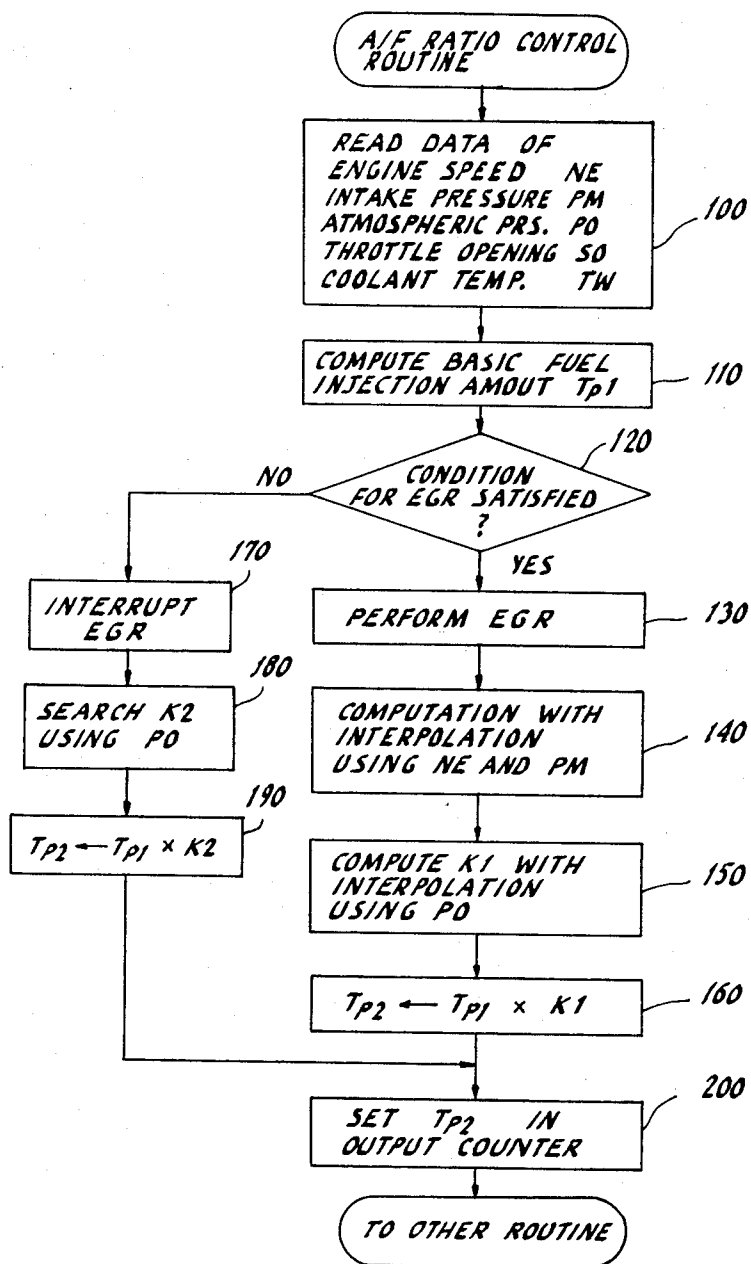 A/F RATIO CONTROL
ROUTINE
READ DATA OF
ENGINE SPEED NE
INTAKE PRESSURE PM
ATMOSPHERIC PRS. PO
THROTTLE OPENING SO
COOLANT TEMP. TW
100
COMPUTE BASIC FUEL
INJECTION AMOUT Tp1
110
120
CONDITION
FOR EGR SATISFIED
?
NO
YES
170
INTERRUPT
EGR
PERFORM EGR
130
180
SEARCH K2
USING PO
COMPUTATION WITH
INTERPOLATION
USING NE AND PM
140
190
TP2 ← TP1 × K2
COMPUTE K1 WITH
INTERPOLATION
USING PO
150
TP2 ← TP1 × K1
160
200
SET TP2 IN
OUTPUT COUNTER
TO OTHER ROUTINE